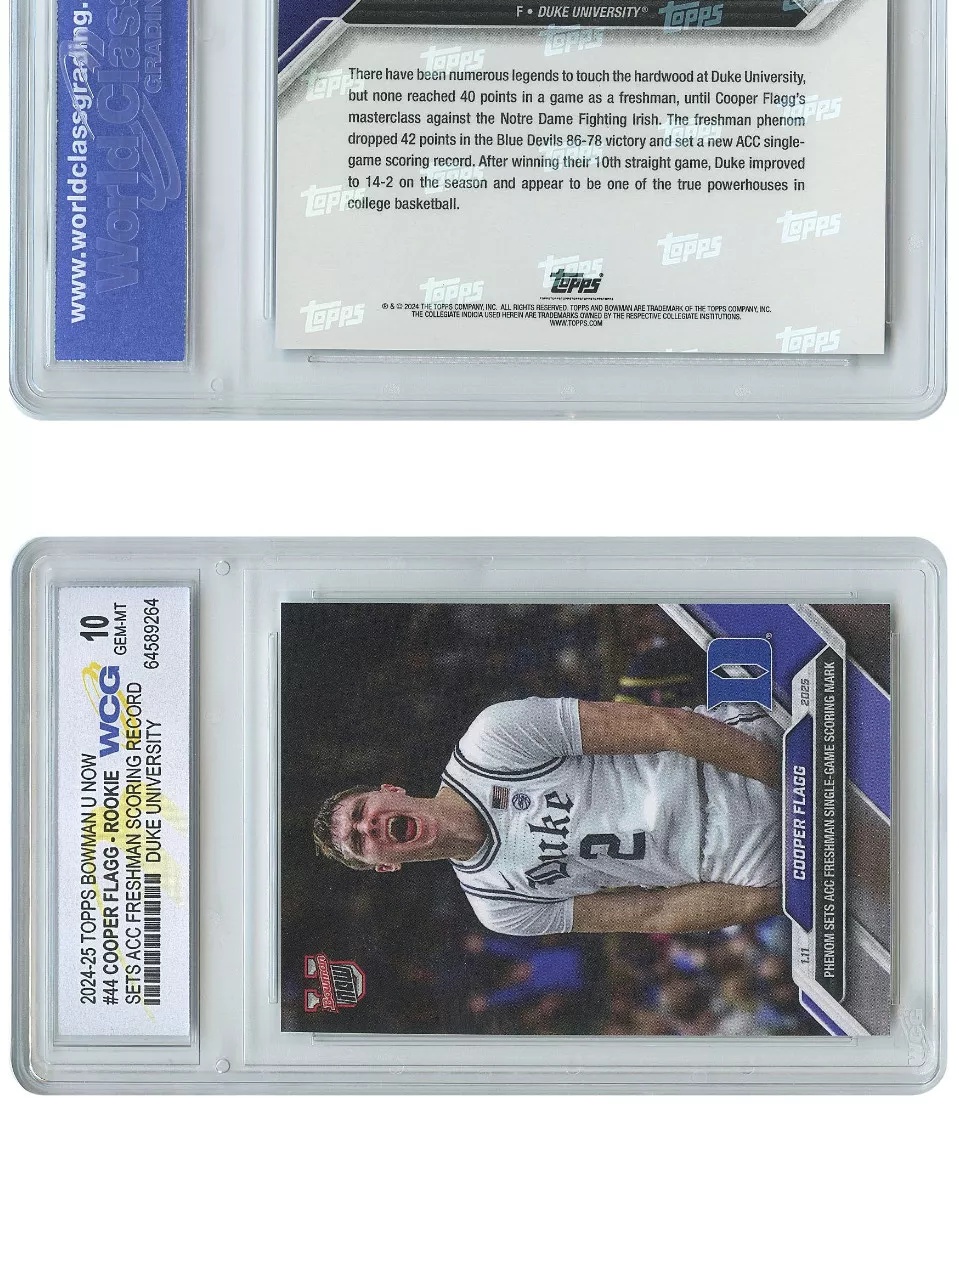 www.worldclassgrading.
World Class
GRADING
F • DUKE UNIVERSITY®
There have been numerous legends to touch the hardwood at Duke University,
but none reached 40 points in a game as a freshman, until Cooper Flagg's
masterclass against the Notre Dame Fighting Irish. The freshman phenom
dropped 42 points in the Blue Devils 86-78 victory and set a new ACC single-
game scoring record. After winning their 10th straight game, Duke improved
to 14-2 on the season and appear to be one of the true powerhouses in
college basketball.
Topps
® & © 2024 THE TOPPS COMPANY, INC. ALL RIGHTS RESERVED. TOPPS AND BOWMAN ARE TRADEMARK OF THE TOPPS COMPANY, INC.
THE COLLEGIATE INDICIA USED HEREIN ARE TRADEMARKS OWNED BY THE RESPECTIVE COLLEGIATE INSTITUTIONS.
WWW.TOPPS.COM
2024-25 TOPPS BOWMAN U NOW
#44 COOPER FLAGG • ROOKIE
SETS ACC FRESHMAN SCORING RECORD
DUKE UNIVERSITY
WCG
10
GEM-MT
64589264
Bowman
NOW
Duke
2
D
1.11
COOPER FLAGG
2025
PHENOM SETS ACC FRESHMAN SINGLE-GAME SCORING MARK
WCG